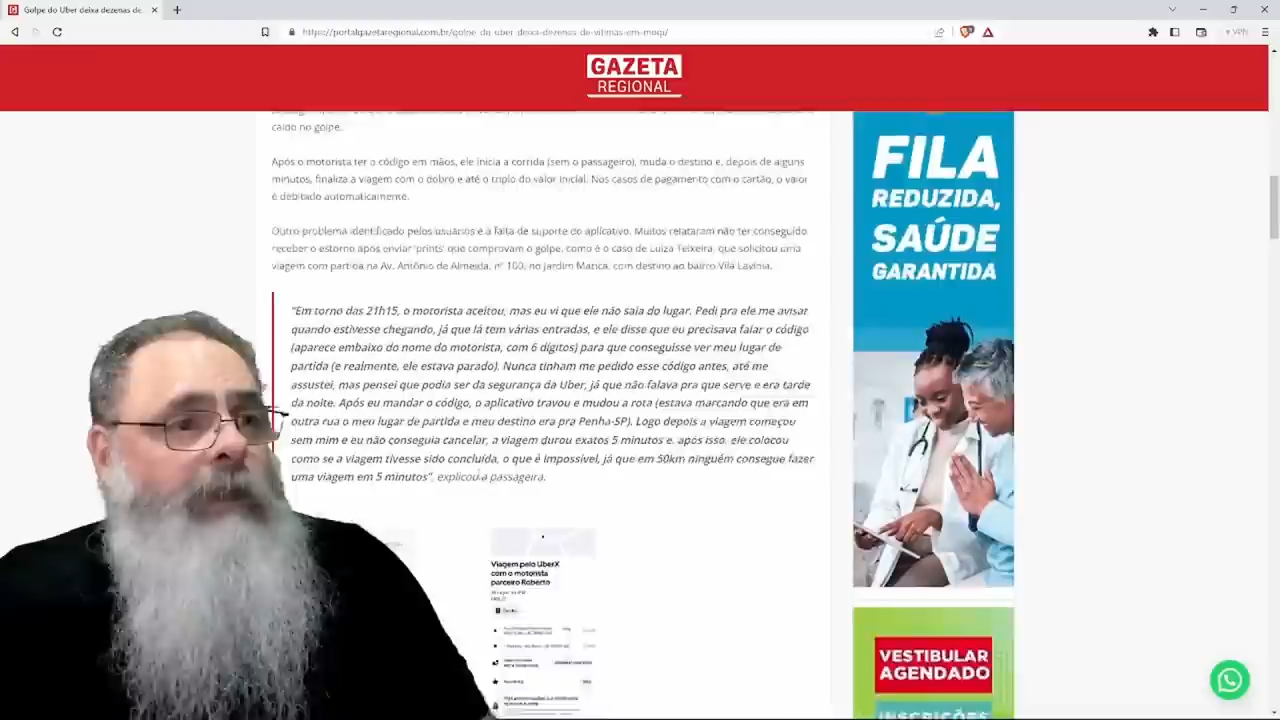 Golpe do Uber deixa dezenas de
https://portalgazetaregional.com.br/golpe-do-uber-deixa-dezenas-de-vitimas-em-mogi/
VPN
GAZETA
REGIONAL
caído no golpe.
Após o motorista ter o código em mãos, ele inicia a corrida (sem o passageiro), muda o destino e, depois de alguns
minutos, finaliza a viagem com o dobro e até o triplo do valor inicial. Nos casos de pagamento com o cartão, o valor
é debitado automaticamente.
Outro problema identificado pelos usuários é a falta de suporte do aplicativo. Muitos relataram não ter conseguido
receber o estorno após enviar 'prints' que comprovam o golpe, como é o caso de Luiza Teixeira, que solicitou uma
viagem com partida na Av. Antônio de Almeida, nº 100, no Jardim Marica, com destino ao bairro Vila Lavínia.
"Em torno das 21h15, o motorista aceitou, mas eu vi que ele não saia do lugar. Pedi pra ele me avisar
quando estivesse chegando, já que lá tem várias entradas, e ele disse que eu precisava falar o código
(aparece embaixo do nome do motorista, com 6 dígitos) para que conseguisse ver meu lugar de
partida (e realmente, ele estava parado). Nunca tinham me pedido esse código antes, até me
assustei, mas pensei que podia ser da segurança da Uber, já que não falava pra que serve e era tarde
da noite. Após eu mandar o código, o aplicativo travou e mudou a rota (estava marcando que era em
outra rua o meu lugar de partida e meu destino era pra Penha-SP). Logo depois a viagem começou
sem mim e eu não conseguia cancelar, a viagem durou exatos 5 minutos e, após isso, ele colocou
como se a viagem tivesse sido concluída, o que é impossível, já que em 50km ninguém consegue fazer
uma viagem em 5 minutos", explicou a passageira.
Viagem pelo UberX
com o motorista
parceiro Roberto
FILA
REDUZIDA,
SAÚDE
GARANTIDA
VESTIBULAR
AGENDADO
INSCRIÇÕES